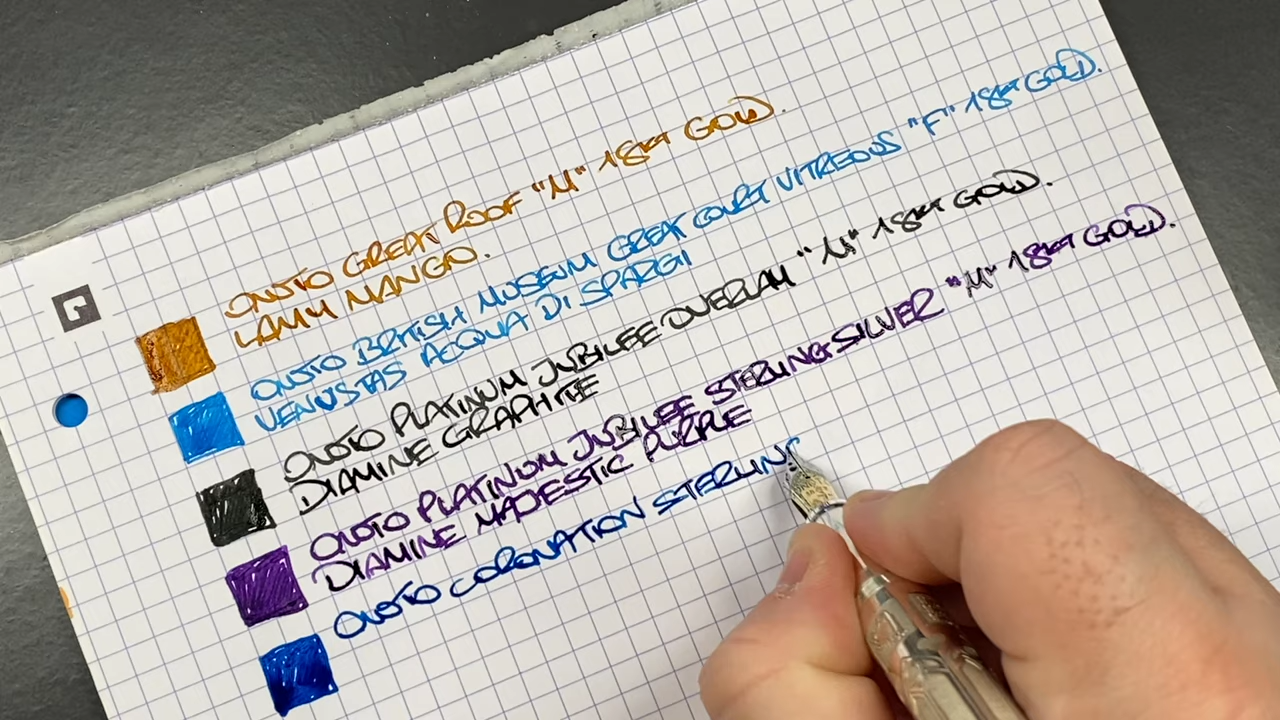 ONOTO GREAT ROOF "M" 18KT GOLD.
LAMY MANGO.
ONOTO BRITISH MUSEUM GREAT COURT VITREOUS "F" 18KT GOLD.
VENUSTAS ACQUA DI SPARGI
ONOTO PLATINUM JUBILEE OVERLAY "M" 18KT GOLD.
DIAMINE GRAPHITE
ONOTO PLATINUM JUBILEE STERLING SILVER "M" 18KT GOLD.
DIAMINE MAJESTIC PURPLE
ONOTO CORONATION STERLING